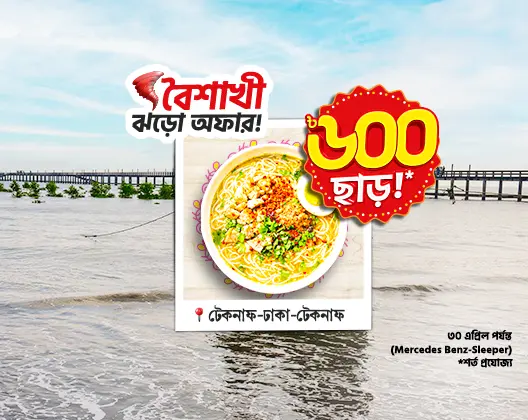 বৈশাখী
ঝড়ো অফার!
৳৬০০
ছাড়!*
টেকনাফ-ঢাকা-টেকনাফ
৩০ এপ্রিল পর্যন্ত
(Mercedes Benz-Sleeper)
*শর্ত প্রযোজ্য